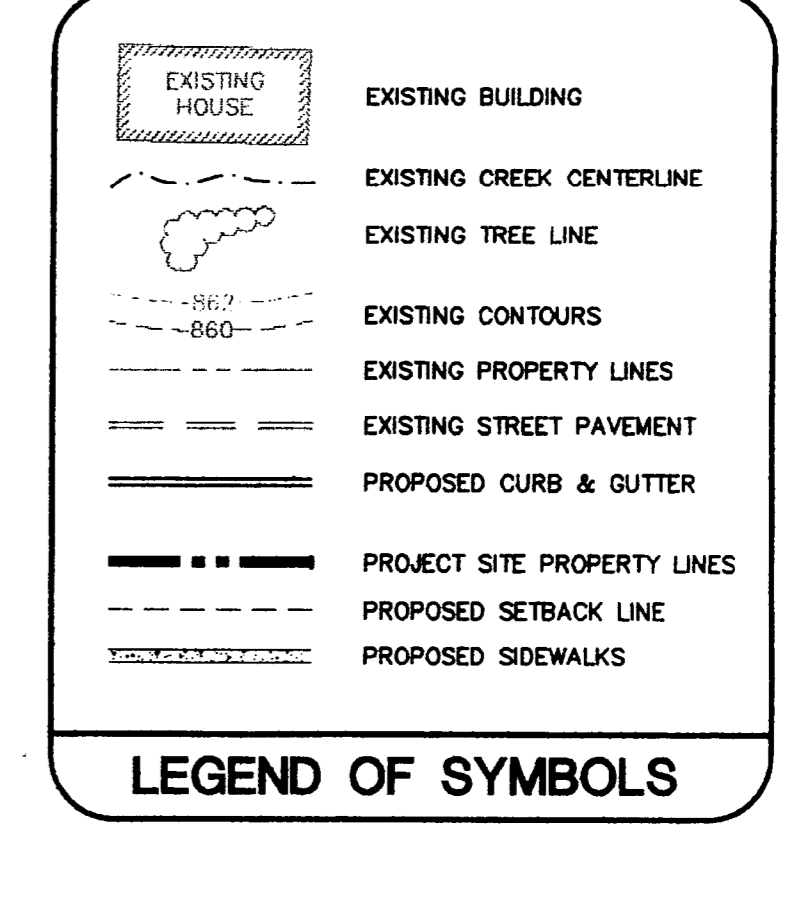 EXISTING
HOUSE
EXISTING BUILDING
EXISTING CREEK CENTERLINE
EXISTING TREE LINE
862
860
EXISTING CONTOURS
EXISTING PROPERTY LINES
EXISTING STREET PAVEMENT
PROPOSED CURB & GUTTER
PROJECT SITE PROPERTY LINES
PROPOSED SETBACK LINE
PROPOSED SIDEWALKS
LEGEND OF SYMBOLS